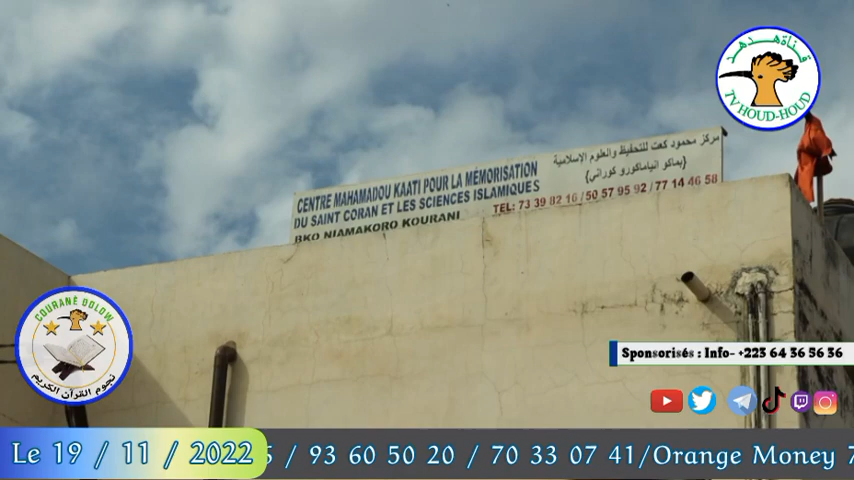 قناة هدهد
TV HOUD-HOUD
CENTRE MAHAMADOU KAATI POUR LA MÉMORISATION
DU SAINT CORAN ET LES SCIENCES ISLAMIQUES
BKO NIAMAKORO KOURANI
مركز محمود كعت للتحفيظ والعلوم الإسلامية
(بماكو انياماكورو كوراني)
TEL: 73 39 82 16 / 50 57 95 92 / 77 14 46 58
COURANÈ DOLOW
نجوم القرآن الكريم
Sponsorisés : Info- +223 64 36 56 36
Le 19 / 11 / 2022
5 / 93 60 50 20 / 70 33 07 41/Orange Money 7